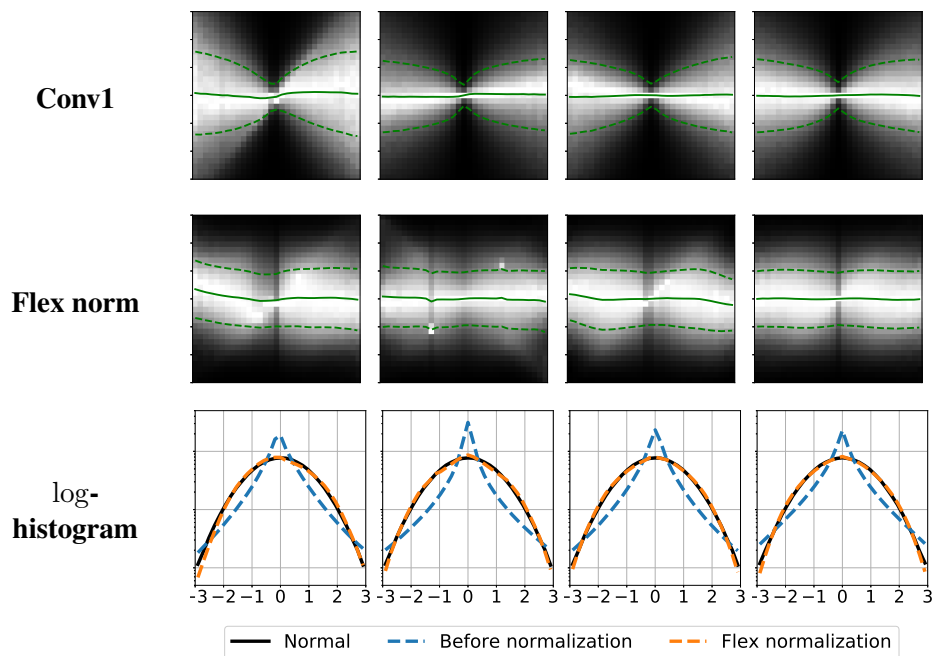 Conv1
Flex norm
log-
histogram
-3 -2 -1 0 1 2 3 -3 -2 -1 0 1 2 3 -3 -2 -1 0 1 2 3 -3 -2 -1 0 1 2 3
Normal Before normalization Flex normalization